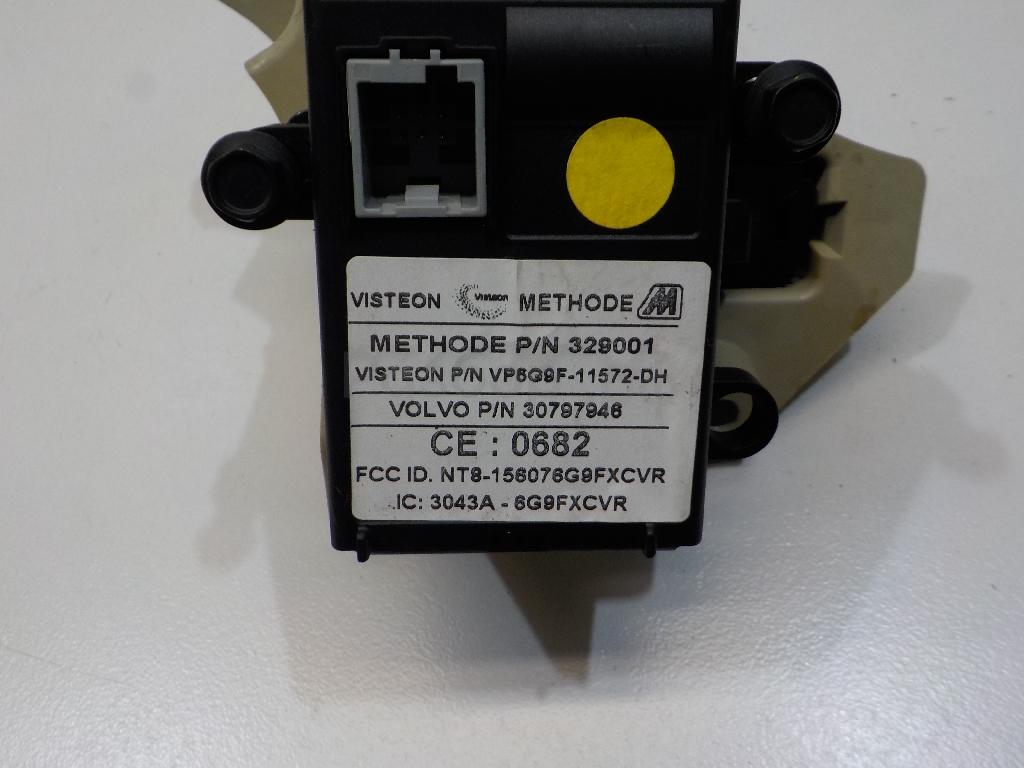 VISTEON VISTEON METHODE M
METHODE P/N 329001
VISTEON P/N VP6G9F-11572-DH
VOLVO P/N 30797946
CE : 0682
FCC ID. NT8-156076G9FXCVR
IC: 3043A - 6G9FXCVR